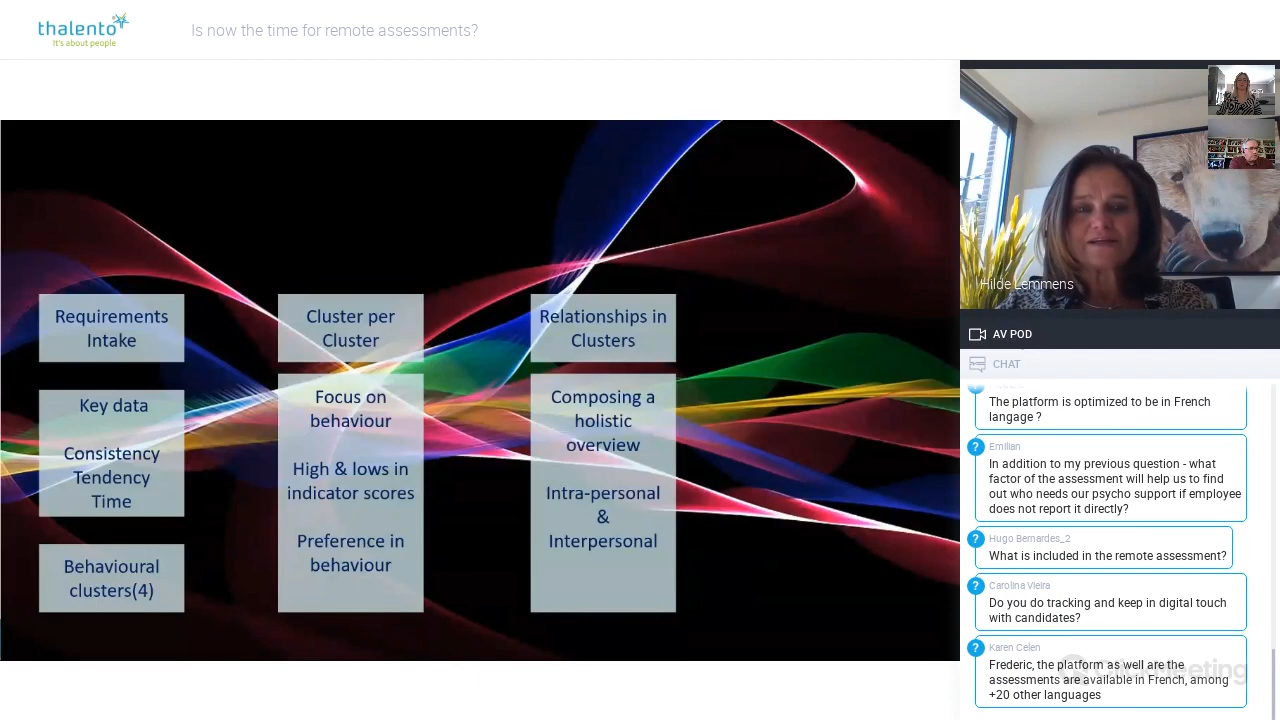 thalento
It's about people
Is now the time for remote assessments?
Requirements
Intake
Key data
Consistency
Tendency
Time
Behavioural
clusters(4)
Cluster per
Cluster
Focus on
behaviour
High & lows in
indicator scores
Preference in
behaviour
Relationships in
Clusters
Composing a
holistic
overview
Intra-personal
&
Interpersonal
Hilde Lemmens
AV POD
CHAT
The platform is optimized to be in French
langage ?
?
Emilian
In addition to my previous question - what
factor of the assessment will help us to find
out who needs our psycho support if employee
does not report it directly?
?
Hugo Bernardes_2
What is included in the remote assessment?
?
Carolina Vieira
Do you do tracking and keep in digital touch
with candidates?
?
Karen Celen
Frederic, the platform as well are the
assessments are available in French, among
+20 other languages
ClickMeeting